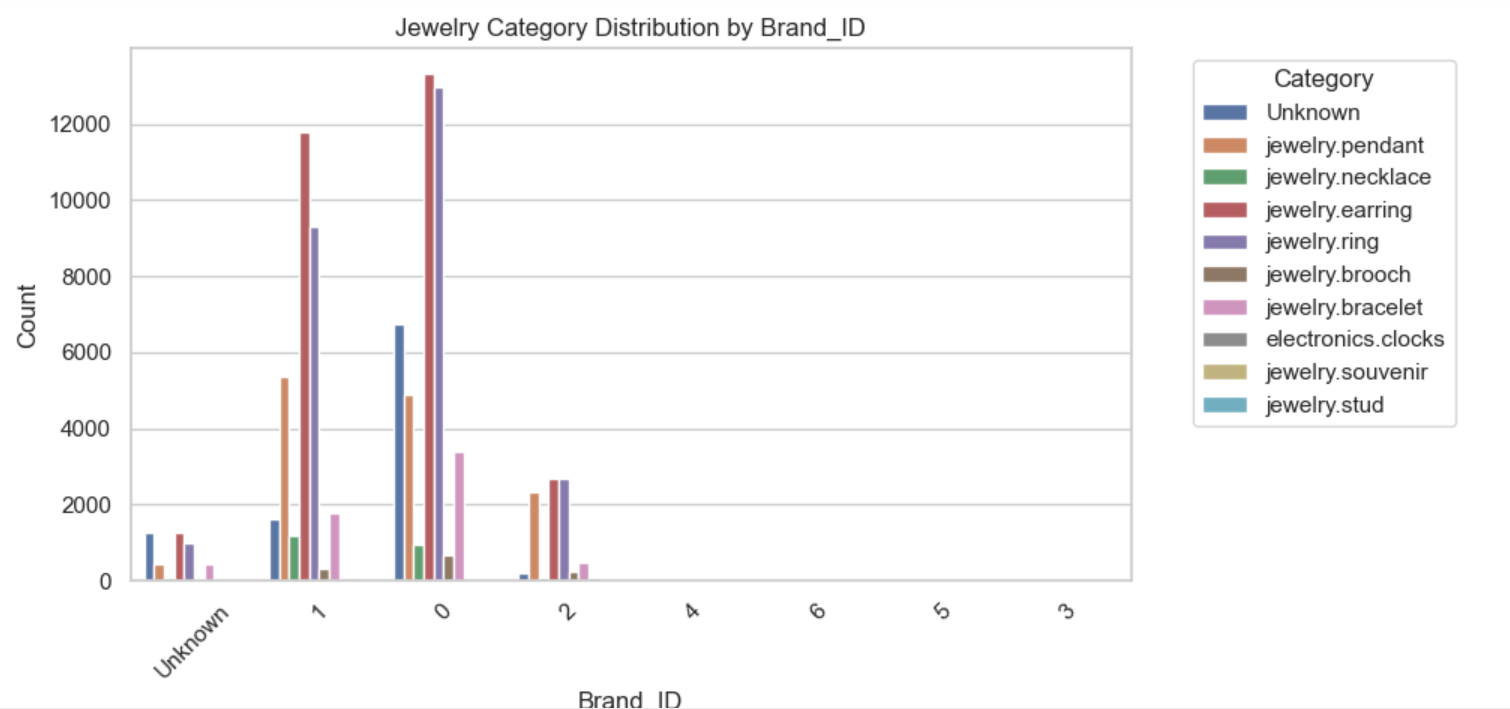 Jewelry Category Distribution by Brand_ID
Count
12000
10000
8000
6000
4000
2000
0
Unknown
1
0
2
4
6
5
3
Brand_ID
Category
Unknown
jewelry.pendant
jewelry.necklace
jewelry.earring
jewelry.ring
jewelry.brooch
jewelry.bracelet
electronics.clocks
jewelry.souvenir
jewelry.stud